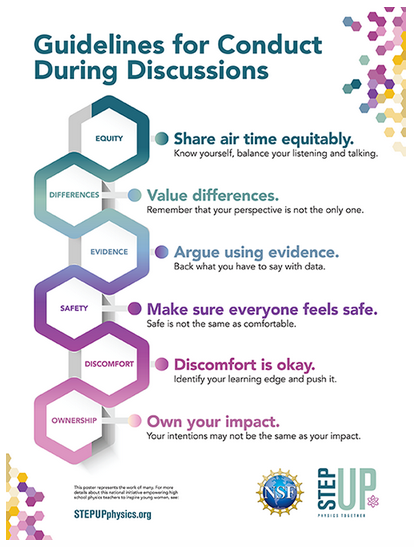 Guidelines for Conduct
During Discussions
EQUITY
Share air time equitably.
Know yourself, balance your listening and talking.
DIFFERENCES
Value differences.
Remember that your perspective is not the only one.
EVIDENCE
Argue using evidence.
Back what you have to say with data.
SAFETY
Make sure everyone feels safe.
Safe is not the same as comfortable.
DISCOMFORT
Discomfort is okay.
Identify your learning edge and push it.
OWNERSHIP
Own your impact.
Your intentions may not be the same as your impact.
This poster represents the work of many. For more
details about this national initiative empowering high
school physics teachers to inspire young women, see:
STEPUPphysics.org
NSF
STEP UP
PHYSICS TOGETHER